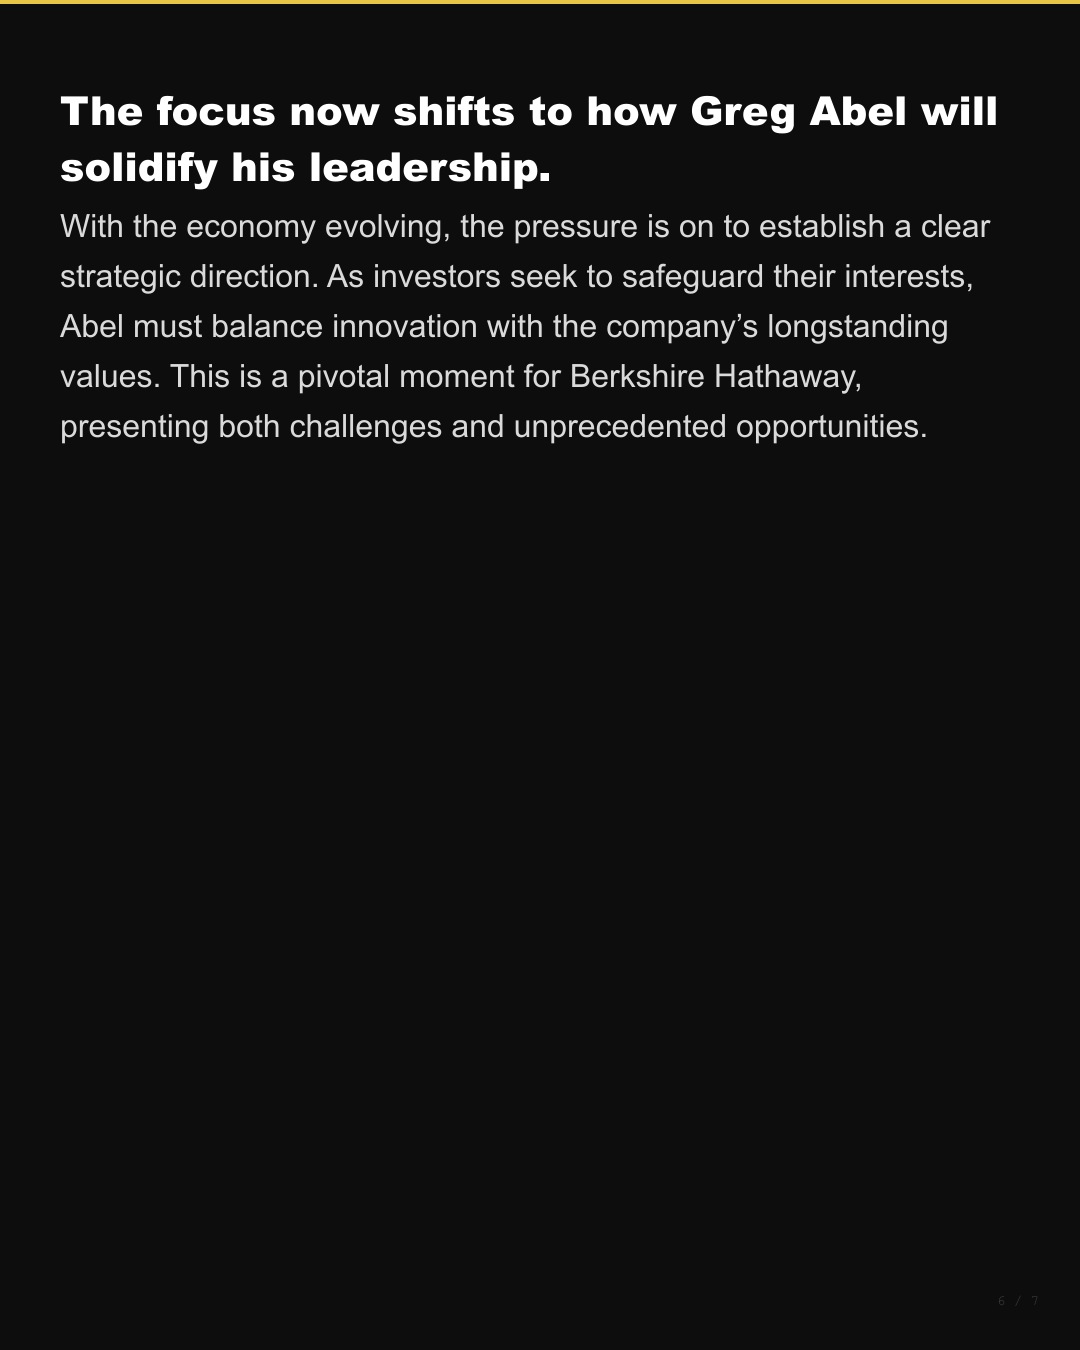 The focus now shifts to how Greg Abel will
solidify his leadership.
With the economy evolving, the pressure is on to establish a clear
strategic direction. As investors seek to safeguard their interests,
Abel must balance innovation with the company’s longstanding
values. This is a pivotal moment for Berkshire Hathaway,
presenting both challenges and unprecedented opportunities.
6 / 7